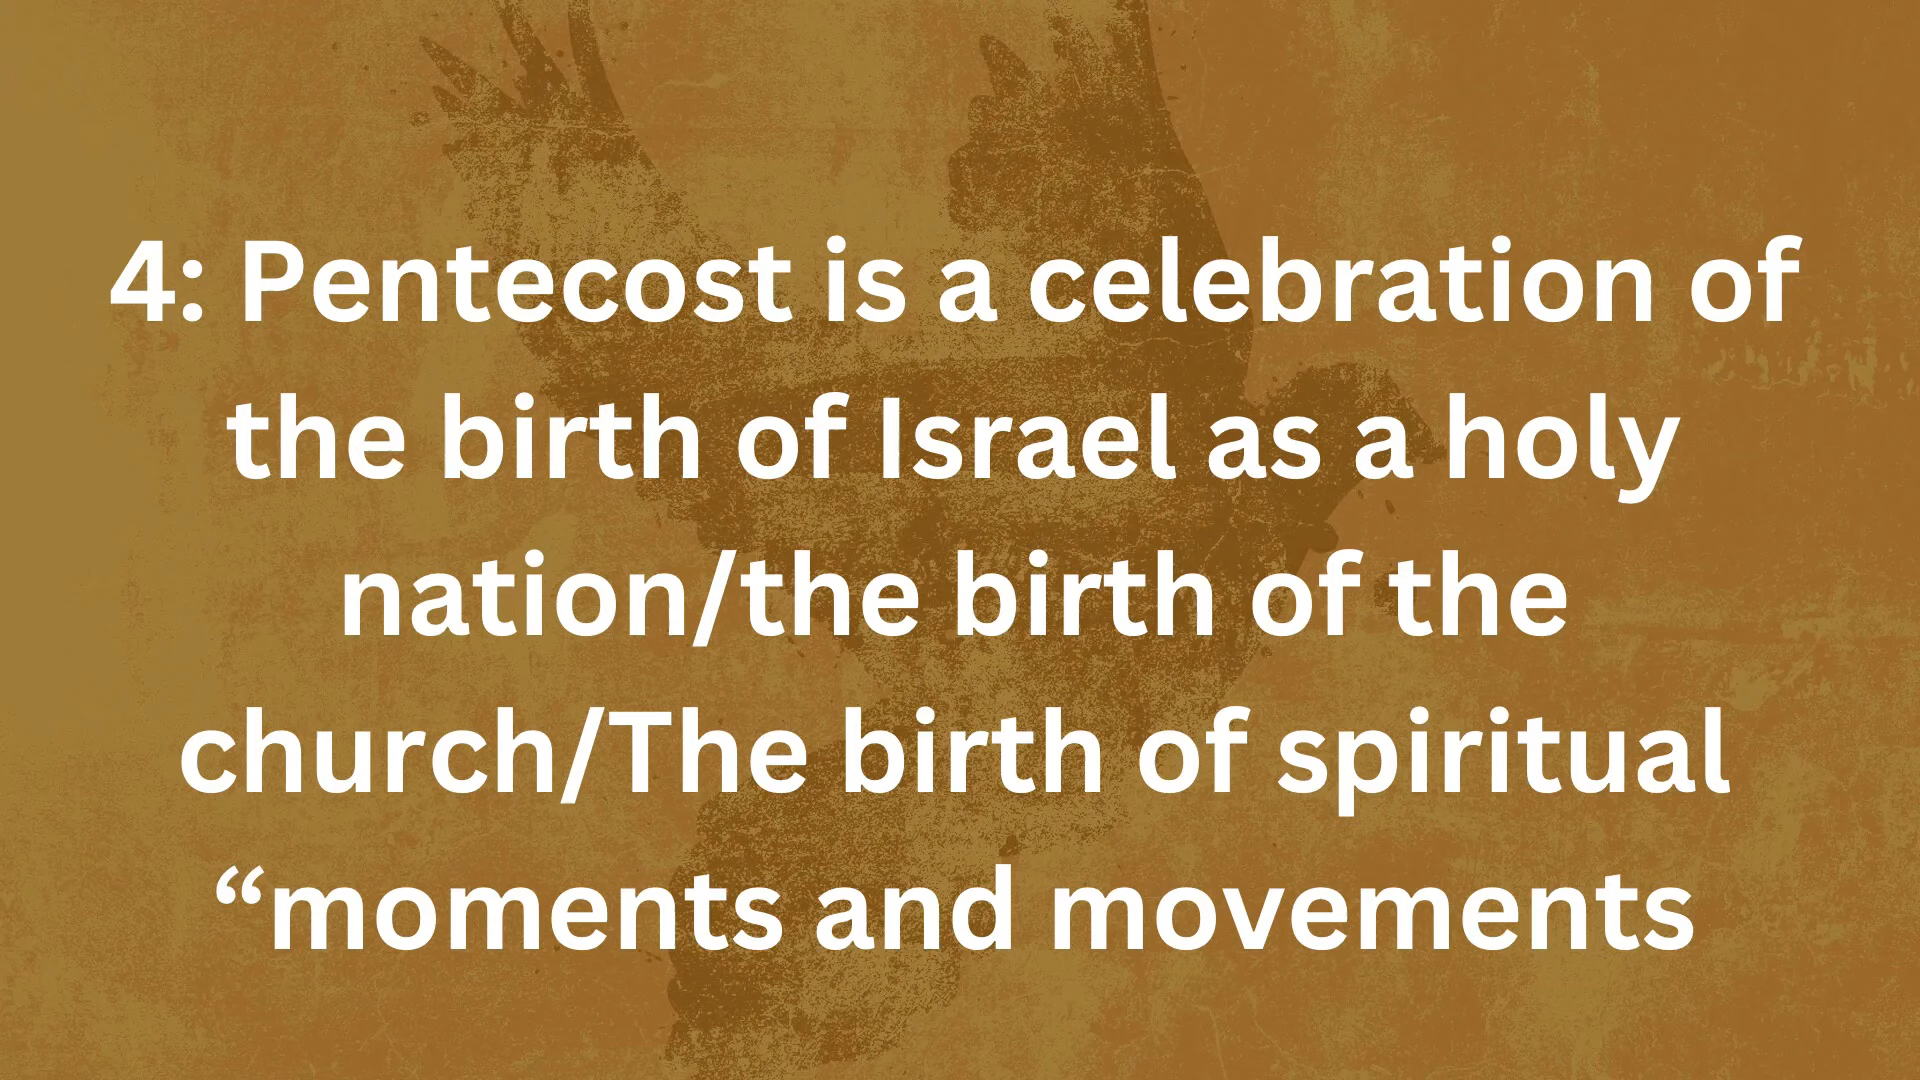 4: Pentecost is a celebration of
the birth of Israel as a holy
nation/the birth of the
church/The birth of spiritual
“moments and movements